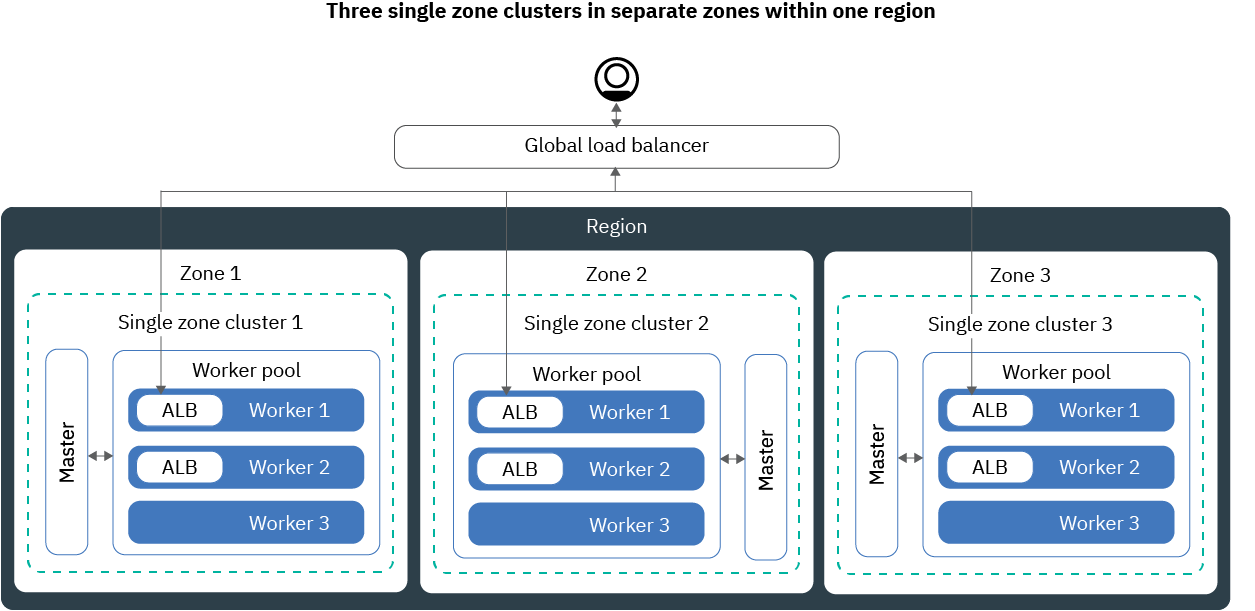 Three single zone clusters in separate zones within one region
Global load balancer
Region
Zone 1
Single zone cluster 1
Master
Worker pool
ALB Worker 1
ALB Worker 2
Worker 3
Zone 2
Single zone cluster 2
Worker pool
ALB Worker 1
ALB Worker 2
Worker 3
Master
Zone 3
Single zone cluster 3
Master
Worker pool
ALB Worker 1
ALB Worker 2
Worker 3